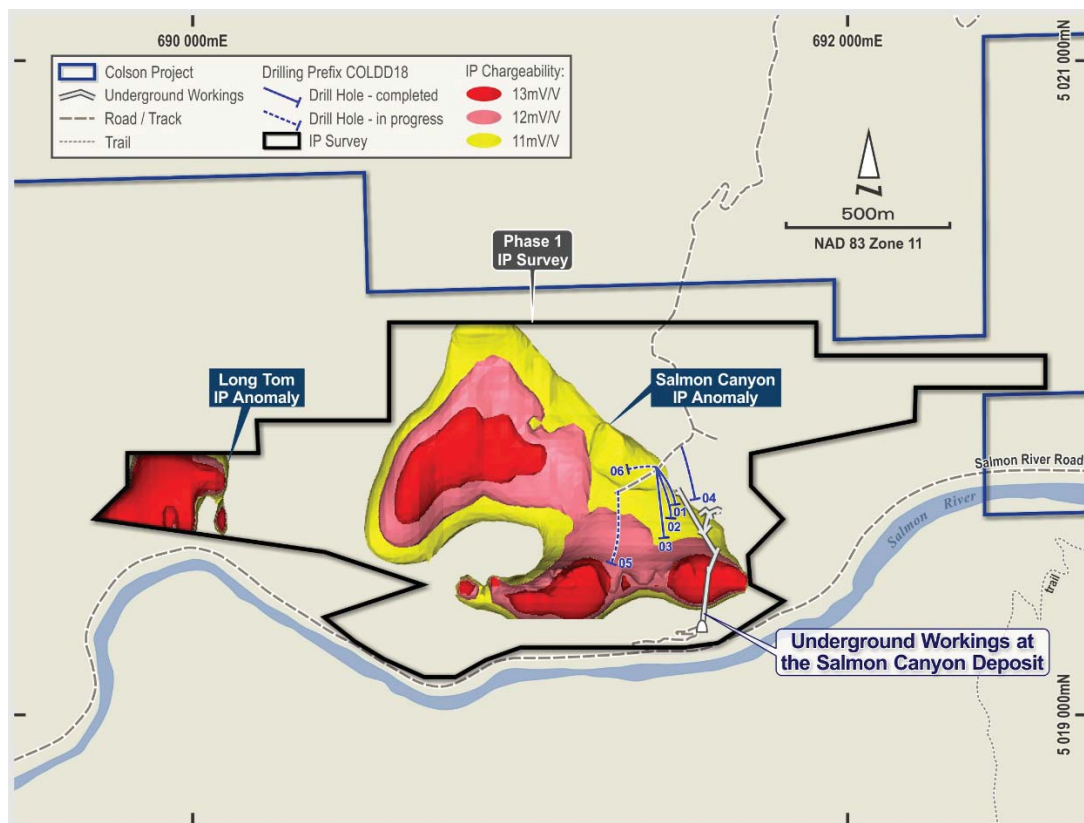 690 000mE
692 000mE
5 021 000mN
Colson Project
Underground Workings
Road / Track
Trail
Drilling Prefix COLDD18
Drill Hole - completed
Drill Hole - in progress
IP Survey
IP Chargeability:
13mV/V
12mV/V
11mV/V
N
500m
NAD 83 Zone 11
Phase 1
IP Survey
Long Tom
IP Anomaly
Salmon Canyon
IP Anomaly
06
04
01
02
03
05
Salmon River Road
Salmon River
trail
Underground Workings at
the Salmon Canyon Deposit
5 019 000mN